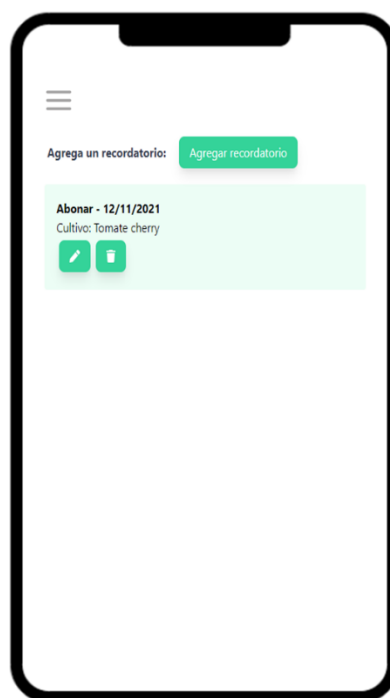 Agrega un recordatorio: Agregar recordatorio
Abonar - 12/11/2021
Cultivo: Tomate cherry